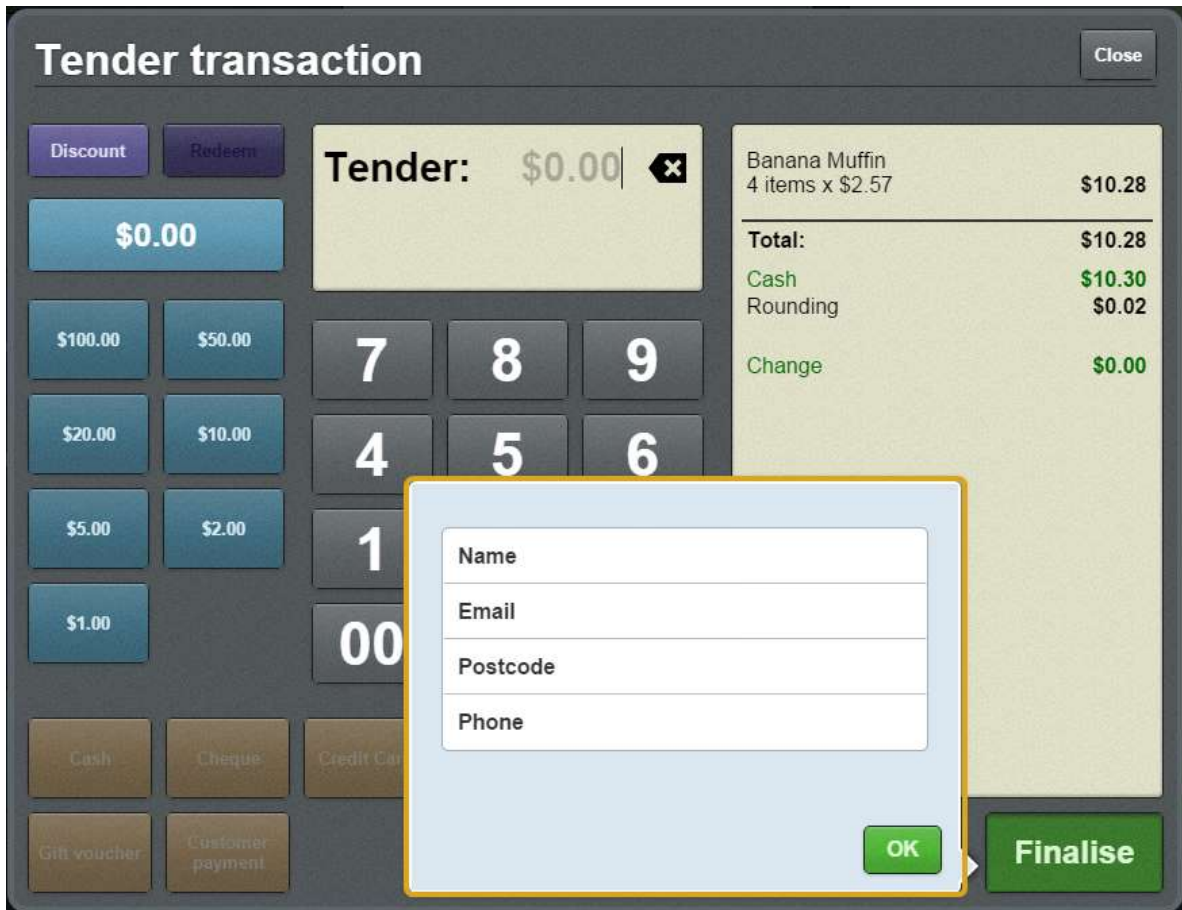 Tender transaction
Close
Discount
Redeem
$0.00
Tender: $0.00
Banana Muffin
4 items x $2.57 $10.28
Total: $10.28
Cash $10.30
Rounding $0.02
Change $0.00
$100.00 $50.00
$20.00 $10.00
$5.00 $2.00
$1.00
7 8 9
4 5 6
1
00
Name
Email
Postcode
Phone
OK
Cash
Cheque
Credit Car
Gift voucher
Customer
payment
Finalise